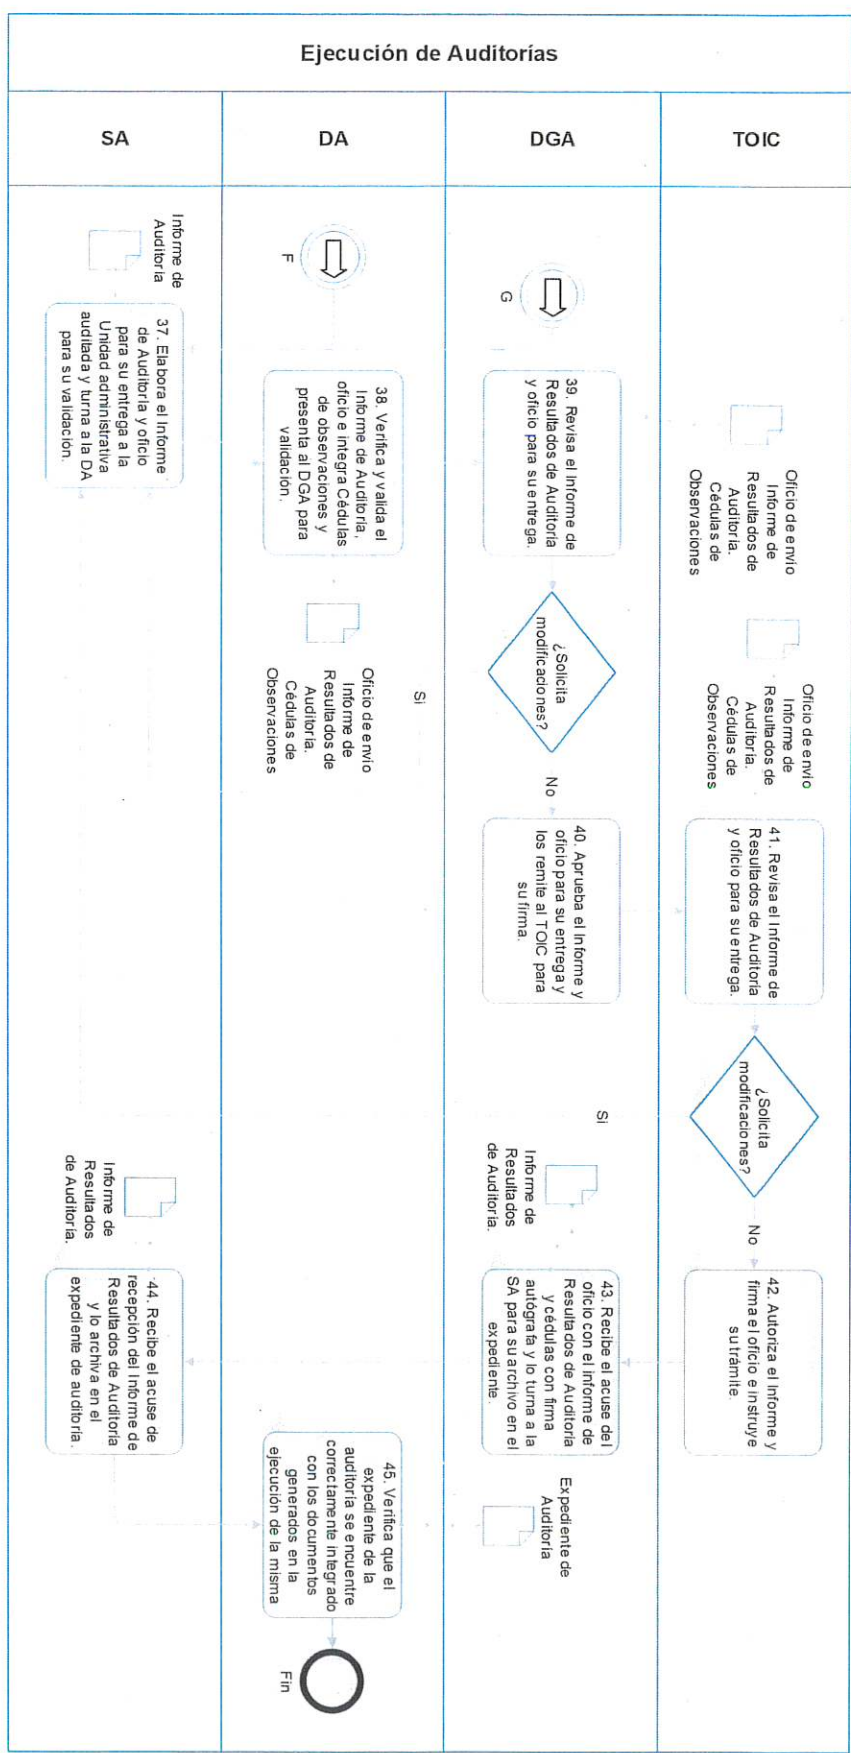 Ejecución de Auditorías
SA
DA
DGA
TOIC
Informe de
Auditoría
37. Elabora el Informe
de Auditoría y oficio
para su entrega a la
Unidad administrativa
auditada y turna a la DA
para su validación.
F
38. Verifica y valida el
Informe de Auditoría,
oficio e integra Cédulas
de observaciones y
presenta al DGA para
validación.
Oficio de envio
Informe de
Resultados de
Auditoría.
Cédulas de
Observaciones
Si
G
39. Revisa el Informe de
Resultados de Auditoría
y oficio para su entrega.
¿Solicita
modificaciones?
No
40. Aprueba el Informe y
oficio para su entrega y
los remite al TOIC para
su firma.
Oficio de envio
Informe de
Resultados de
Auditoría.
Cédulas de
Observaciones
Oficio de envio
Informe de
Resultados de
Auditoría.
Cédulas de
Observaciones
41. Revisa el Informe de
Resultados de Auditoría
y oficio para su entrega.
¿Solicita
modificaciones?
Si
No
42. Autoriza el Informe y
firma el oficio e instruye
su trámite.
Informe de
Resultados
de Auditoría.
43. Recibe el acuse del
oficio con el informe de
Resultados de Auditoría
y cédulas con firma
autógrafa y lo turna a la
SA para su archivo en el
expediente.
Informe de
Resultados
de Auditoría.
44. Recibe el acuse de
recepción del Informe de
Resultados de Auditoría
y lo archiva en el
expediente de auditoría.
45. Verifica que el
expediente de la
auditoría se encuentre
correctamente integrado
con los documentos
generados en la
ejecución de la misma
Expediente de
Auditoría
Fin